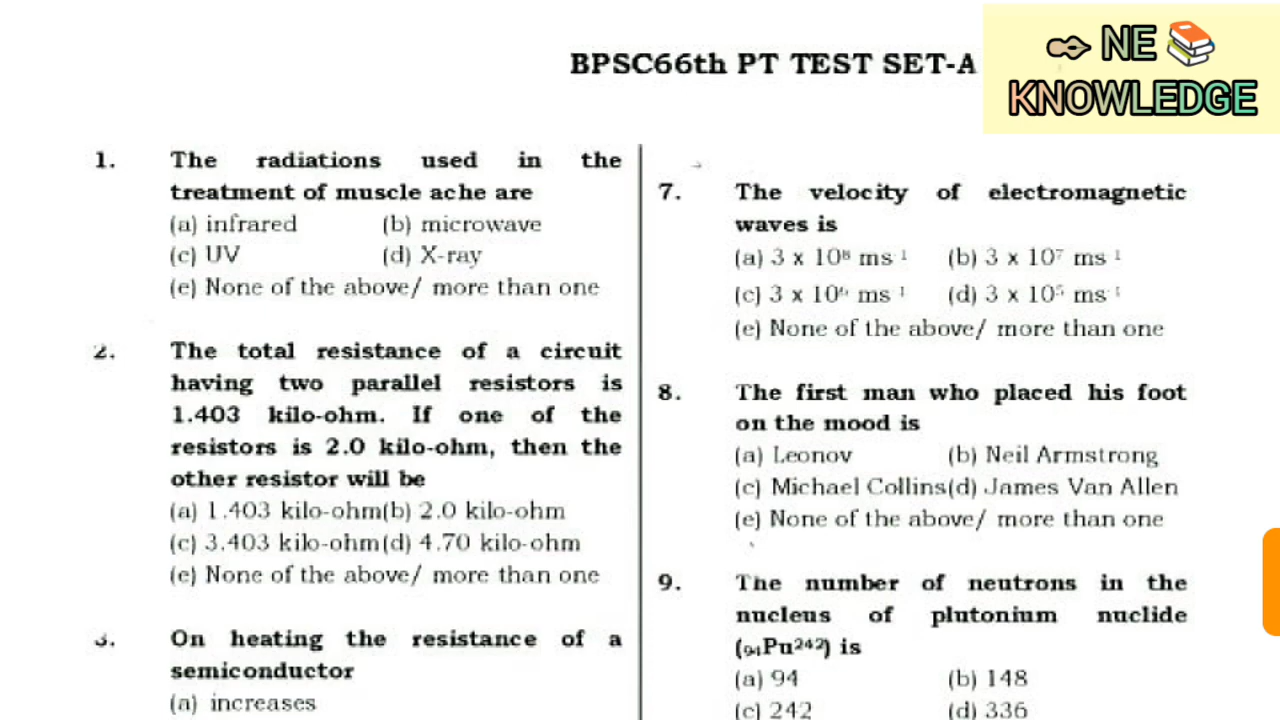 BPSC66th PT TEST SET-A
NE
KNOWLEDGE
1. The radiations used in the
treatment of muscle ache are
(a) infrared (b) microwave
(c) UV (d) X-ray
(e) None of the above/ more than one
2. The total resistance of a circuit
having two parallel resistors is
1.403 kilo-ohm. If one of the
resistors is 2.0 kilo-ohm, then the
other resistor will be
(a) 1.403 kilo-ohm(b) 2.0 kilo-ohm
(c) 3.403 kilo-ohm(d) 4.70 kilo-ohm
(e) None of the above/ more than one
3. On heating the resistance of a
semiconductor
(a) increases
7. The velocity of electromagnetic
waves is
(a) 3 x 10⁸ ms⁻¹ (b) 3 x 10⁷ ms⁻¹
(c) 3 x 10⁶ ms⁻¹ (d) 3 x 10⁵ ms⁻¹
(e) None of the above/ more than one
8. The first man who placed his foot
on the mood is
(a) Leonov (b) Neil Armstrong
(c) Michael Collins(d) James Van Allen
(e) None of the above/ more than one
9. The number of neutrons in the
nucleus of plutonium nuclide
(₉₄Pu²⁴²) is
(a) 94 (b) 148
(c) 242 (d) 336